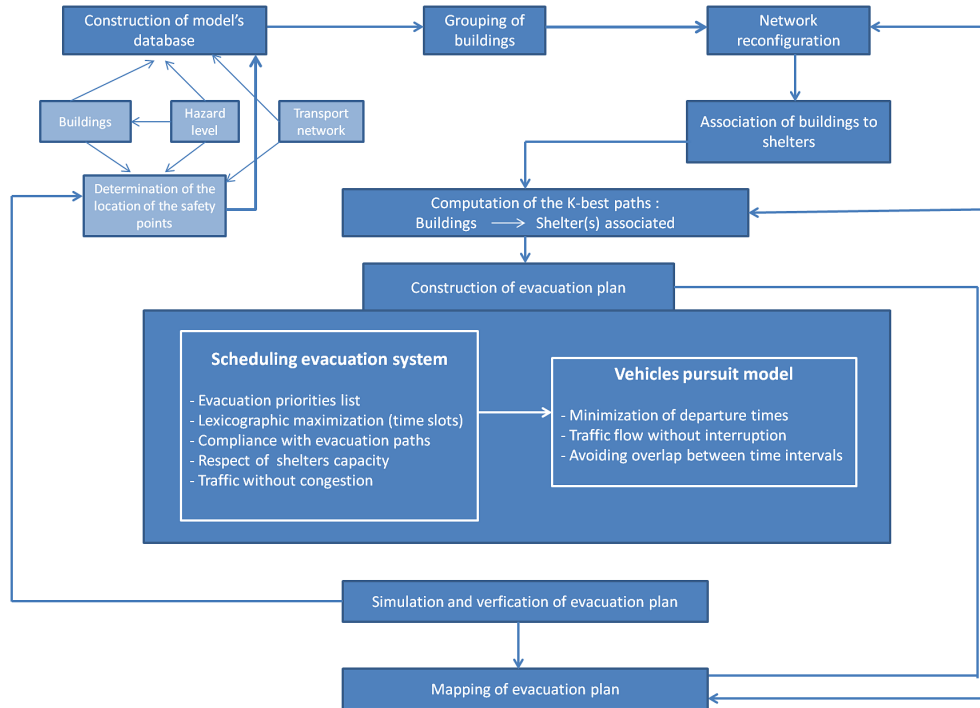 Construction of model's
database
Grouping of
buildings
Network
reconfiguration
Buildings
Hazard
level
Transport
network
Association of buildings to
shelters
Determination of the
location of the safety
points
Computation of the K-best paths :
Buildings Shelter(s) associated
Construction of evacuation plan
Scheduling evacuation system
- Evacuation priorities list
- Lexicographic maximization (time slots)
- Compliance with evacuation paths
- Respect of shelters capacity
- Traffic without congestion
Vehicles pursuit model
- Minimization of departure times
- Traffic flow without interruption
- Avoiding overlap between time intervals
Simulation and verfication of evacuation plan
Mapping of evacuation plan